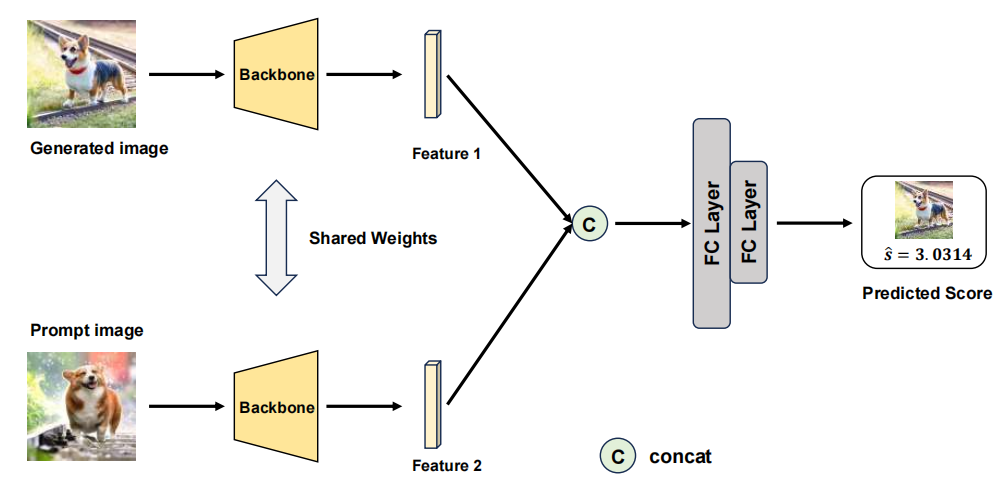 Generated image
Backbone
Feature 1
Shared Weights
C
FC Layer
FC Layer
ŝ = 3.0314
Predicted Score
Prompt image
Backbone
Feature 2
C concat